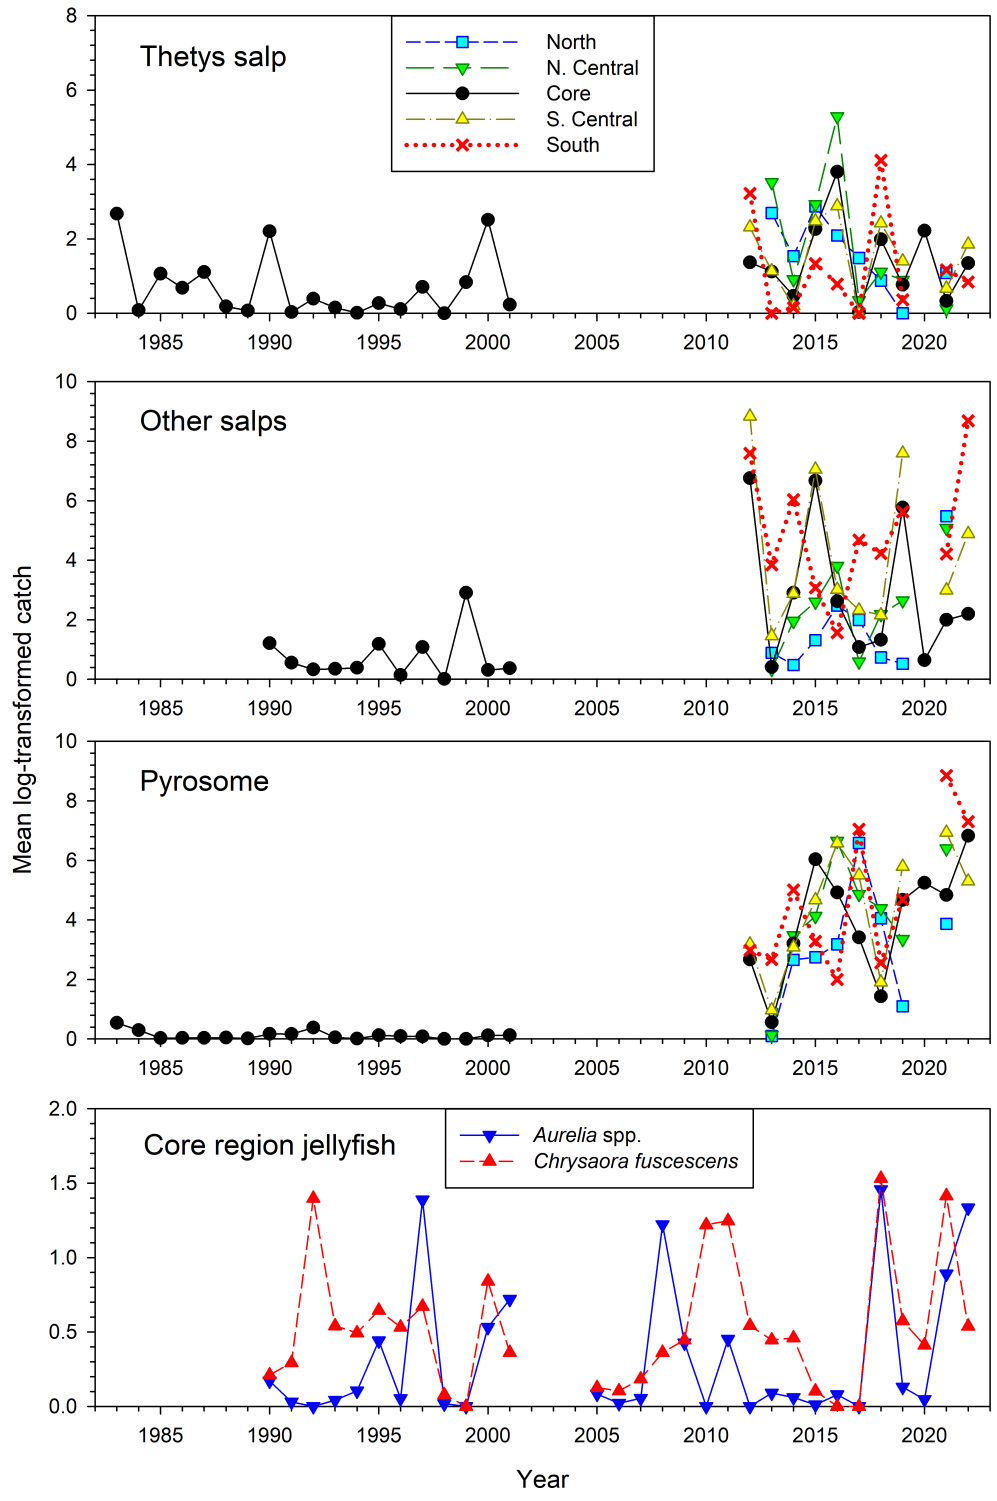 8
6
4
2
0
Thetys salp
North
N. Central
Core
S. Central
South
1985 1990 1995 2000 2005 2010 2015 2020
10
8
6
4
2
0
Other salps
1985 1990 1995 2000 2005 2010 2015 2020
Mean log-transformed catch
10
8
6
4
2
0
Pyrosome
1985 1990 1995 2000 2005 2010 2015 2020
2.0
1.5
1.0
0.5
0.0
Core region jellyfish
Aurelia spp.
Chrysaora fuscescens
1985 1990 1995 2000 2005 2010 2015 2020
Year